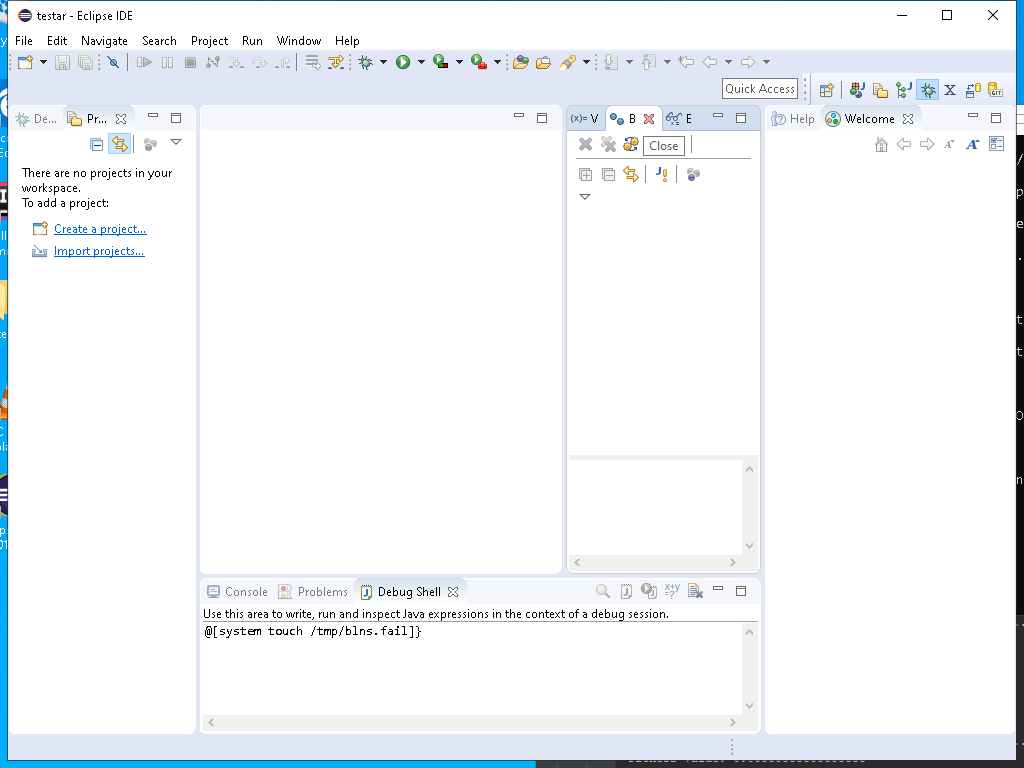 testar - Eclipse IDE
File Edit Navigate Search Project Run Window Help
Quick Access
De... Pr...
(x)= V B E
Help Welcome
Close
There are no projects in your
workspace.
To add a project:
Create a project...
Import projects...
Console Problems Debug Shell
Use this area to write, run and inspect Java expressions in the context of a debug session.
@[system touch /tmp/blns.fail]}